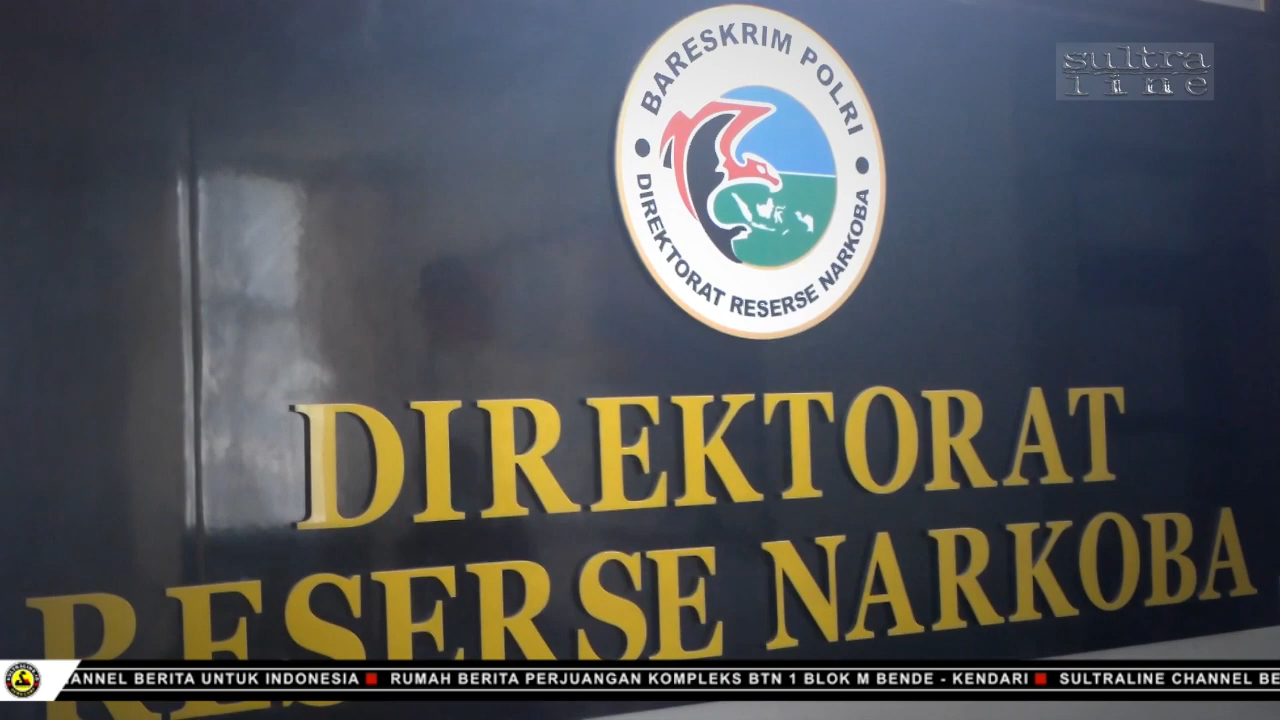 sultra
line
BARESKRIM POLRI
DIREKTORAT RESERSE NARKOBA
DIREKTORAT
RESERSE NARKOBA
ANNEL BERITA UNTUK INDONESIA ■ RUMAH BERITA PERJUANGAN KOMPLEKS BTN 1 BLOK M BENDE - KENDARI ■ SULTRALINE CHANNEL BE